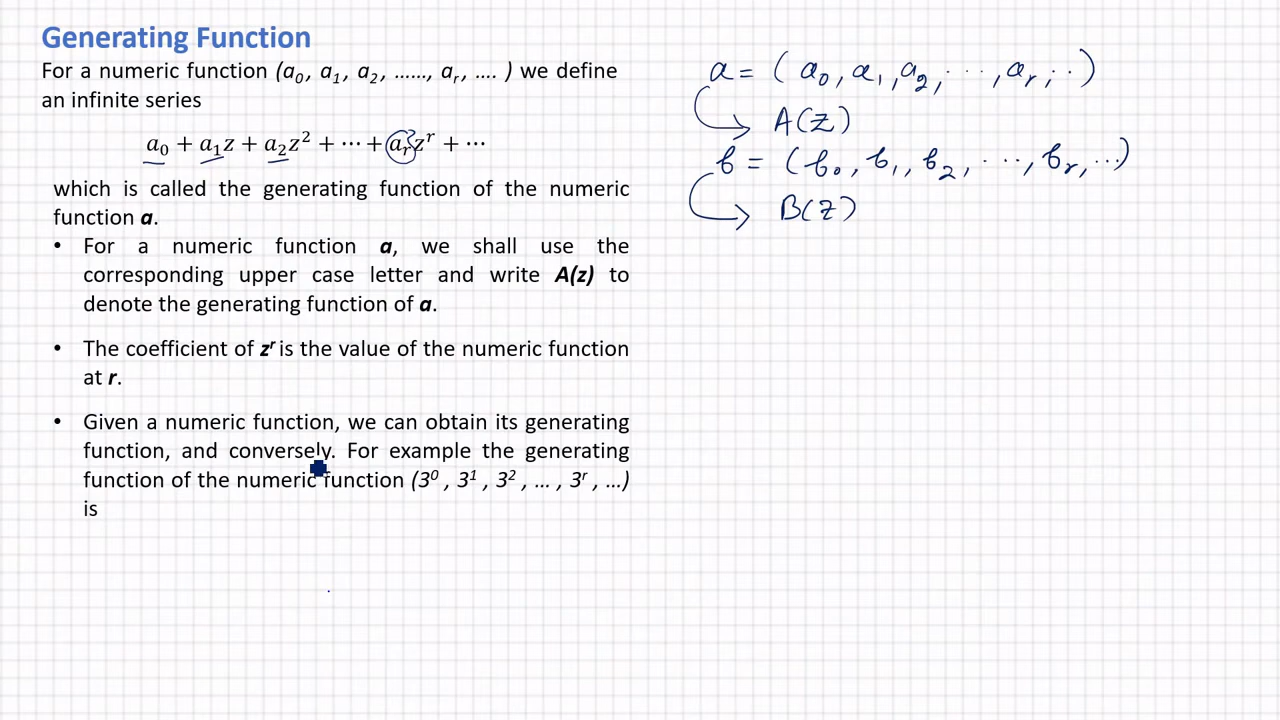 Generating Function
For a numeric function (a₀, a₁, a₂, ……, aᵣ, …. ) we define
an infinite series
a₀ + a₁z + a₂z² + ⋯ + aᵣzʳ + ⋯
which is called the generating function of the numeric
function a.
• For a numeric function a, we shall use the
corresponding upper case letter and write A(z) to
denote the generating function of a.
• The coefficient of zʳ is the value of the numeric function
at r.
• Given a numeric function, we can obtain its generating
function, and conversely. For example the generating
function of the numeric function (3⁰ , 3¹ , 3² , … , 3ʳ , …)
is
a = ( a₀, a₁, a₂, ⋯, aᵣ, ⋅⋅)
A(z)
b = (b₀, b₁, b₂, ⋯, bᵣ, ⋯)
B(z)